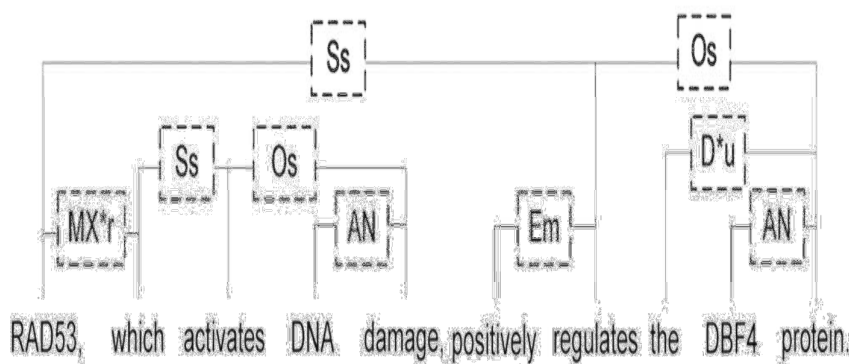 Ss Os
Ss Os D*u
MX*r AN Em AN
RAD53, which activates DNA damage, positively regulates the DBF4 protein.